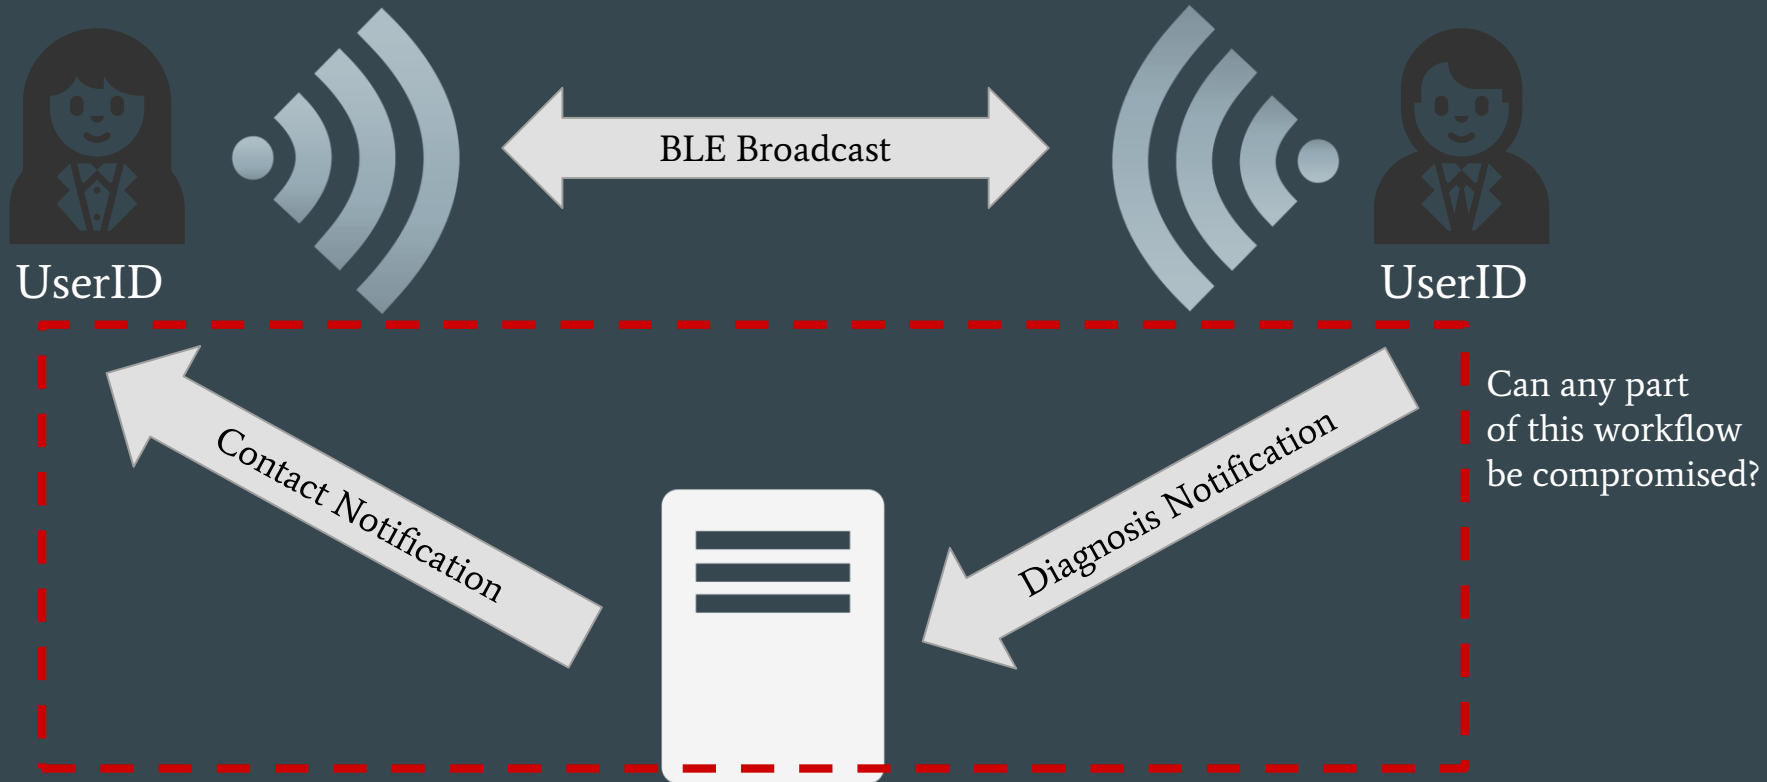 BLE Broadcast
UserID
UserID
Can any part
of this workflow
be compromised?
Contact Notification
Diagnosis Notification